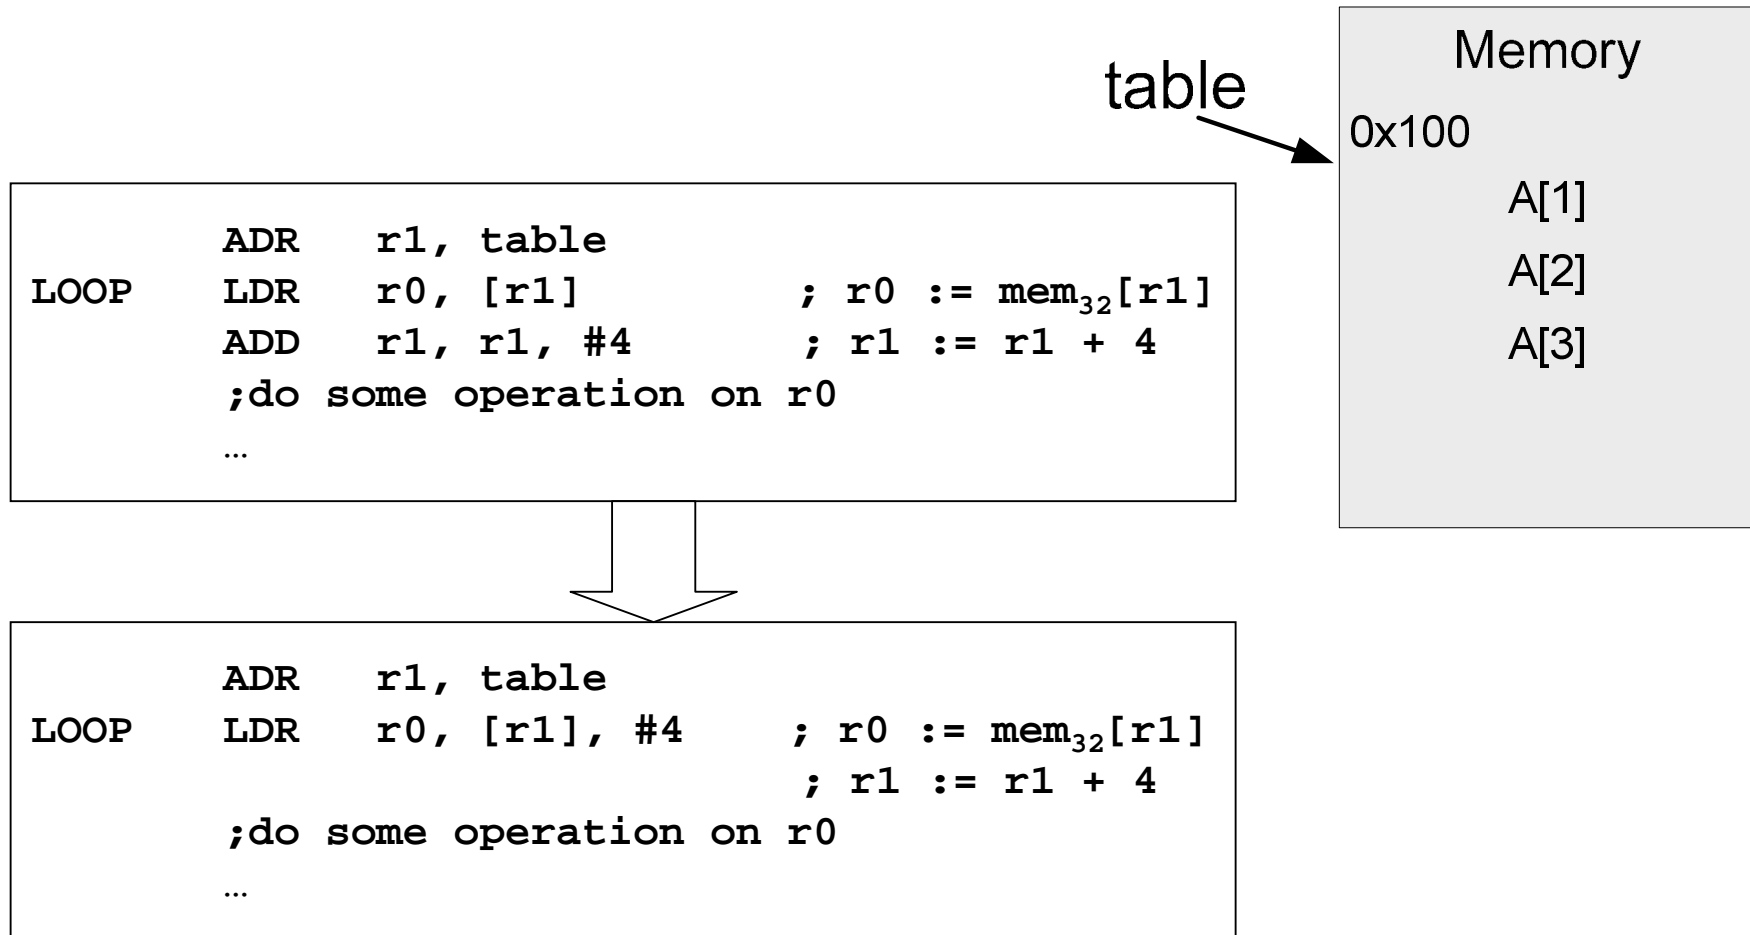 Memory
table
0x100
A[1]
A[2]
A[3]
ADR r1, table
LOOP LDR r0, [r1] ; r0 := mem32[r1]
ADD r1, r1, #4 ; r1 := r1 + 4
;do some operation on r0
…
ADR r1, table
LOOP LDR r0, [r1], #4 ; r0 := mem32[r1]
; r1 := r1 + 4
;do some operation on r0
…